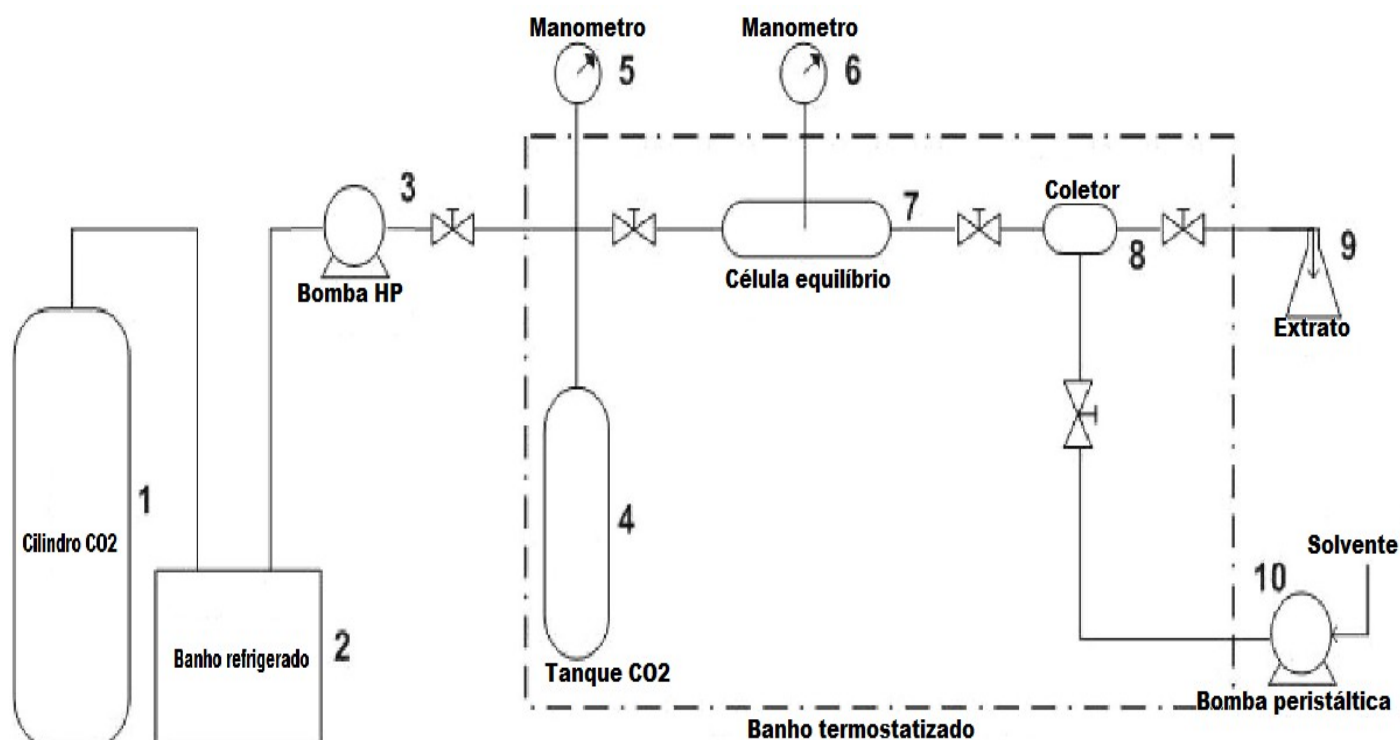 Manometro
5
Manometro
6
3
Bomba HP
7
Célula equilíbrio
Coletor
8
9
Extrato
1
Cilindro CO2
2
Banho refrigerado
4
Tanque CO2
Solvente
10
Bomba peristáltica
Banho termostatizado